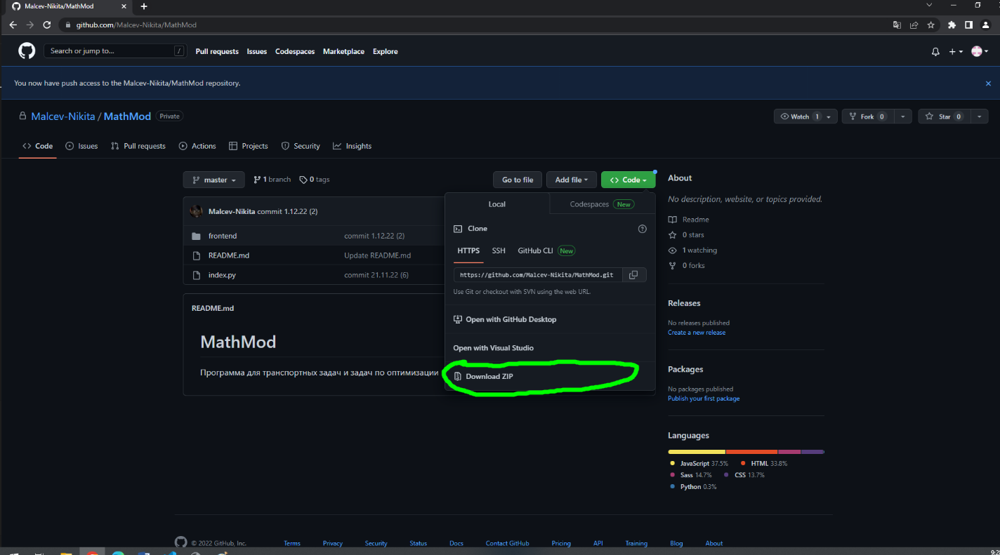 Malcev-Nikita/MathMod
github.com/Malcev-Nikita/MathMod
Search or jump to... /
Pull requests Issues Codespaces Marketplace Explore
You now have push access to the Malcev-Nikita/MathMod repository.
Malcev-Nikita / MathMod Private
Watch 1 Fork 0 Star 0
Code Issues Pull requests Actions Projects Security Insights
master 1 branch 0 tags Go to file Add file Code
Malcev-Nikita commit 1.12.22 (2)
frontend commit 1.12.22 (2)
README.md Update README.md
index.py commit 21.11.22 (6)
README.md
MathMod
Программа для транспортных задач и задач по оптимизации
Local Codespaces New
Clone
HTTPS SSH GitHub CLI New
https://github.com/Malcev-Nikita/MathMod.git
Use Git or checkout with SVN using the web URL.
Open with GitHub Desktop
Open with Visual Studio
Download ZIP
About
No description, website, or topics provided.
Readme
0 stars
1 watching
0 forks
Releases
No releases published
Create a new release
Packages
No packages published
Publish your first package
Languages
JavaScript 37.5% HTML 33.8%
Sass 14.7% CSS 13.7%
Python 0.3%
© 2022 GitHub, Inc. Terms Privacy Security Status Docs Contact GitHub Pricing API Training Blog About